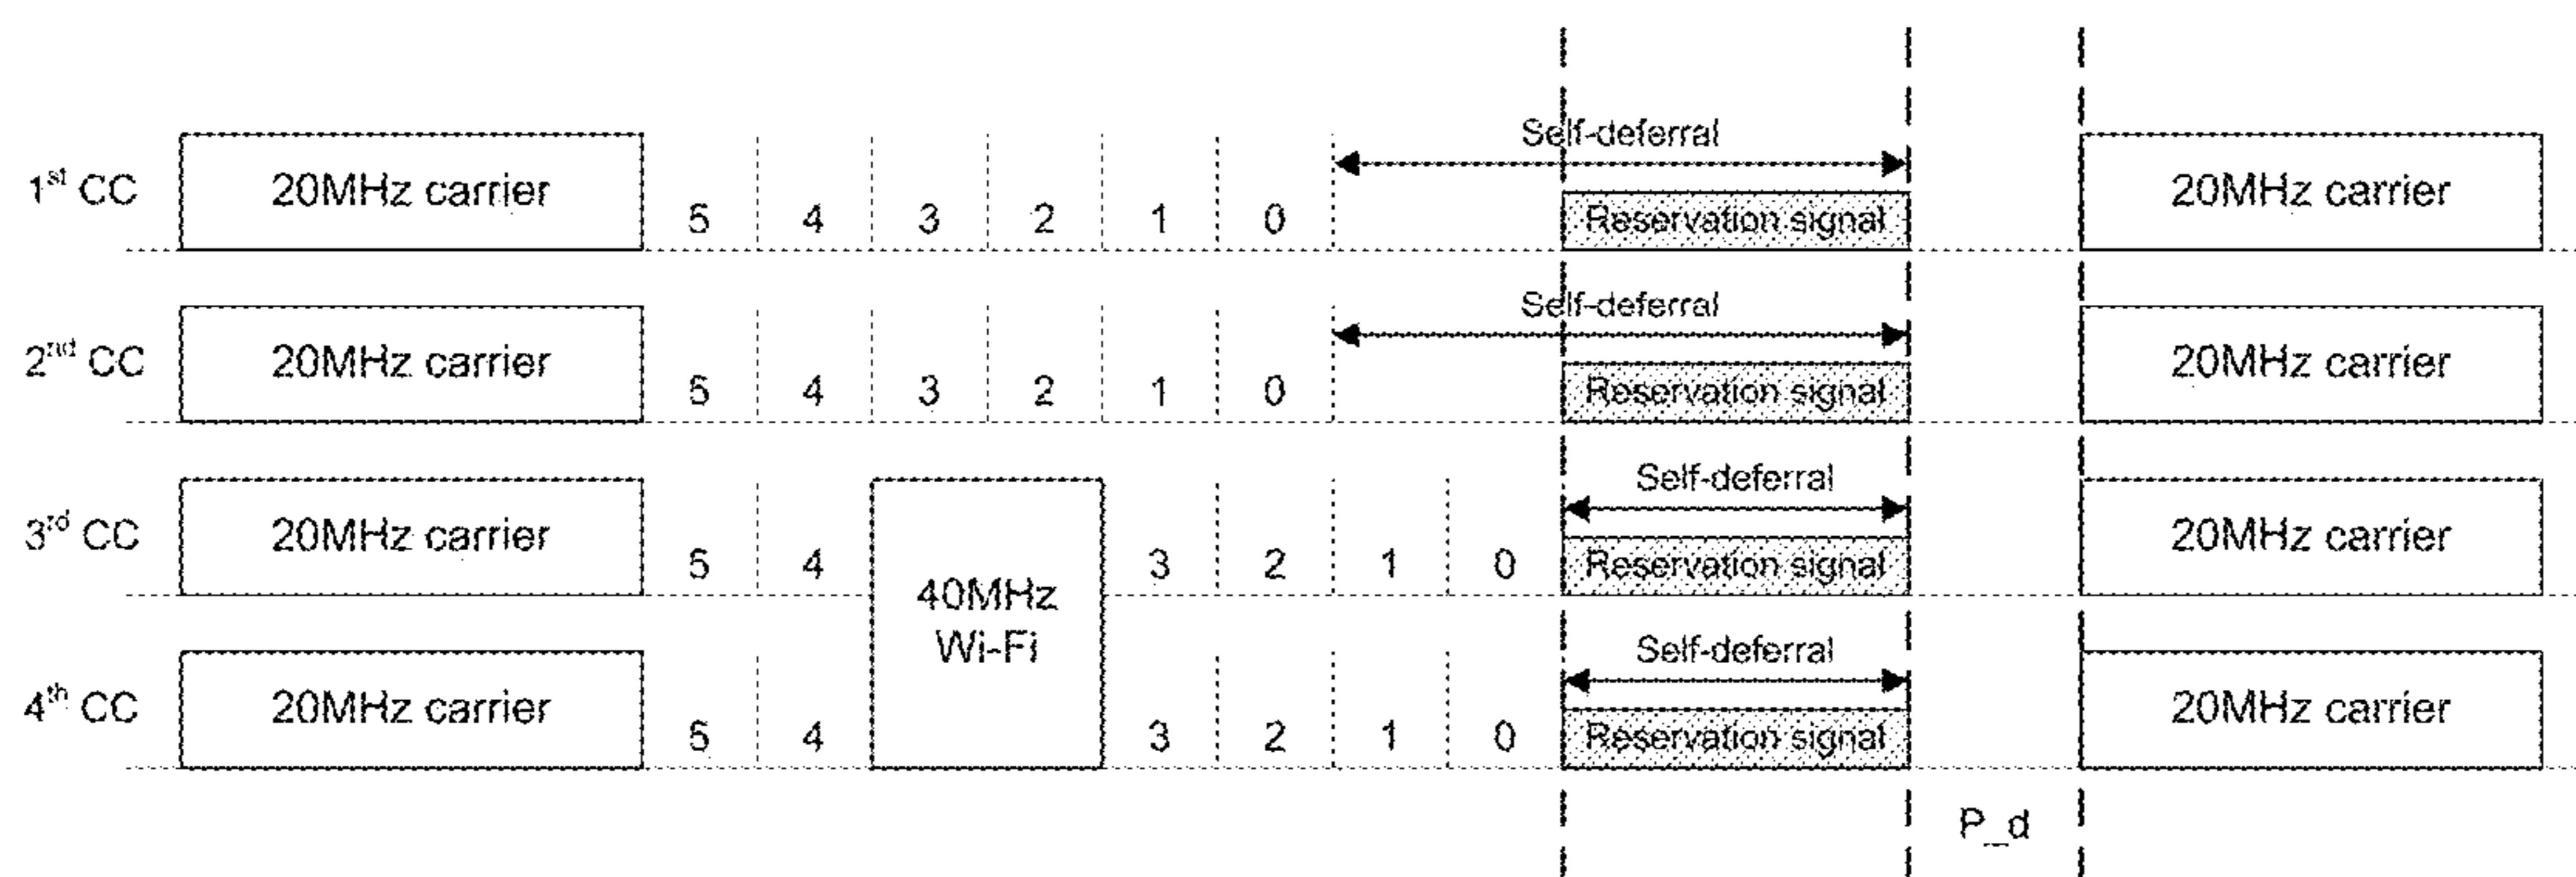 Self-deferral
1st CC 20MHz carrier 5 4 3 2 1 0 Reservation signal 20MHz carrier
Self-deferral
2nd CC 20MHz carrier 5 4 3 2 1 0 Reservation signal 20MHz carrier
Self-deferral
3rd CC 20MHz carrier 5 4 3 2 1 0 Reservation signal 20MHz carrier
40MHz
Wi-Fi
Self-deferral
4th CC 20MHz carrier 5 4 3 2 1 0 Reservation signal 20MHz carrier
P_d